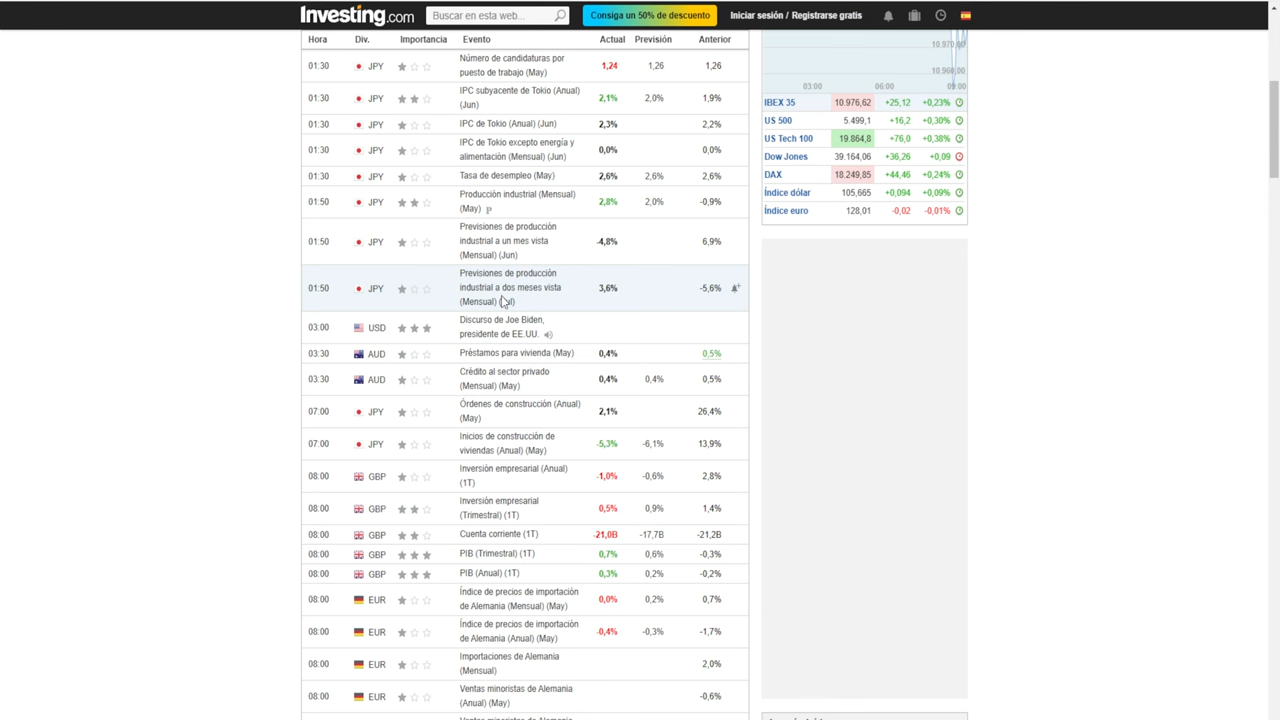 Investing.com
Buscar en esta web...
Consiga un 50% de descuento
Iniciar sesión / Registrarse gratis
Hora Div. Importancia Evento Actual Previsión Anterior
01:30 JPY Número de candidaturas por 1,24 1,26 1,26
puesto de trabajo (May)
01:30 JPY IPC subyacente de Tokio (Anual) 2,1% 2,0% 1,9%
(Jun)
01:30 JPY IPC de Tokio (Anual) (Jun) 2,3% 2,2%
01:30 JPY IPC de Tokio excepto energía y 0,0% 0,0%
alimentación (Mensual) (Jun)
01:30 JPY Tasa de desempleo (May) 2,6% 2,6% 2,6%
01:50 JPY Producción industrial (Mensual) 2,8% 2,0% -0,9%
(May) P
01:50 JPY Previsiones de producción -4,8% 6,9%
industrial a un mes vista
(Mensual) (Jun)
01:50 JPY Previsiones de producción 3,6% -5,6%
industrial a dos meses vista
(Mensual)
03:00 USD Discurso de Joe Biden,
presidente de EE.UU.
03:30 AUD Préstamos para vivienda (May) 0,4% 0,5%
03:30 AUD Crédito al sector privado 0,4% 0,4% 0,5%
(Mensual) (May)
07:00 JPY Órdenes de construcción (Anual) 2,1% 26,4%
(May)
07:00 JPY Inicios de construcción de -5,3% -6,1% 13,9%
viviendas (Anual) (May)
08:00 GBP Inversión empresarial (Anual) -1,0% -0,6% 2,8%
(1T)
08:00 GBP Inversión empresarial 0,5% 0,9% 1,4%
(Trimestral) (1T)
08:00 GBP Cuenta corriente (1T) -21,0B -17,7B -21,2B
08:00 GBP PIB (Trimestral) (1T) 0,7% 0,6% -0,3%
08:00 GBP PIB (Anual) (1T) 0,3% 0,2% -0,2%
08:00 EUR Índice de precios de importación 0,0% 0,2% 0,7%
de Alemania (Mensual) (May)
08:00 EUR Índice de precios de importación -0,4% -0,3% -1,7%
de Alemania (Anual) (May)
08:00 EUR Importaciones de Alemania 2,0%
(Mensual)
08:00 EUR Ventas minoristas de Alemania -0,6%
(Anual) (May)
10.970,00
10.960,00
03:00 06:00 09:00
IBEX 35 10.976,62 +25,12 +0,23%
US 500 5.499,1 +16,2 +0,30%
US Tech 100 19.864,8 +76,0 +0,38%
Dow Jones 39.164,06 +36,26 +0,09
DAX 18.249,85 +44,46 +0,24%
Índice dólar 105,665 +0,094 +0,09%
Índice euro 128,01 -0,02 -0,01%